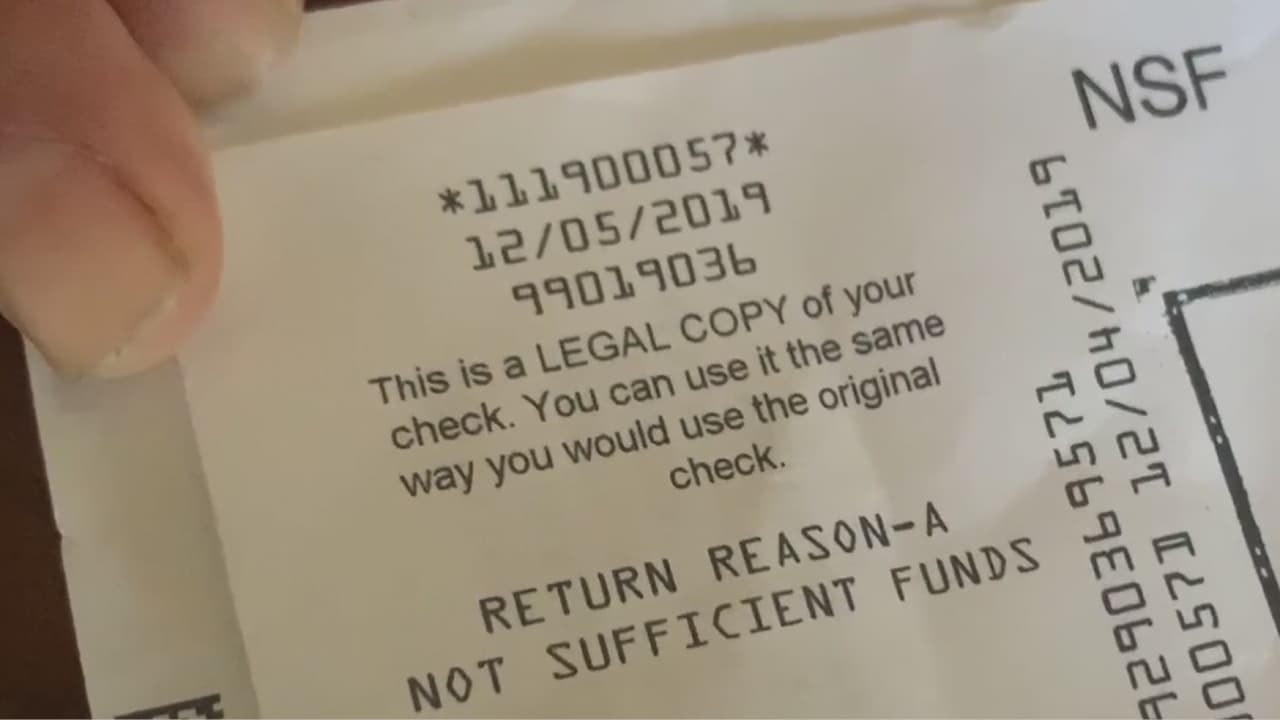 *111900057*
12/05/2019
99019036
This is a LEGAL COPY of your
check. You can use it the same
way you would use the original
check.
RETURN REASON-A
NOT SUFFICIENT FUNDS
NSF
12/04/2019